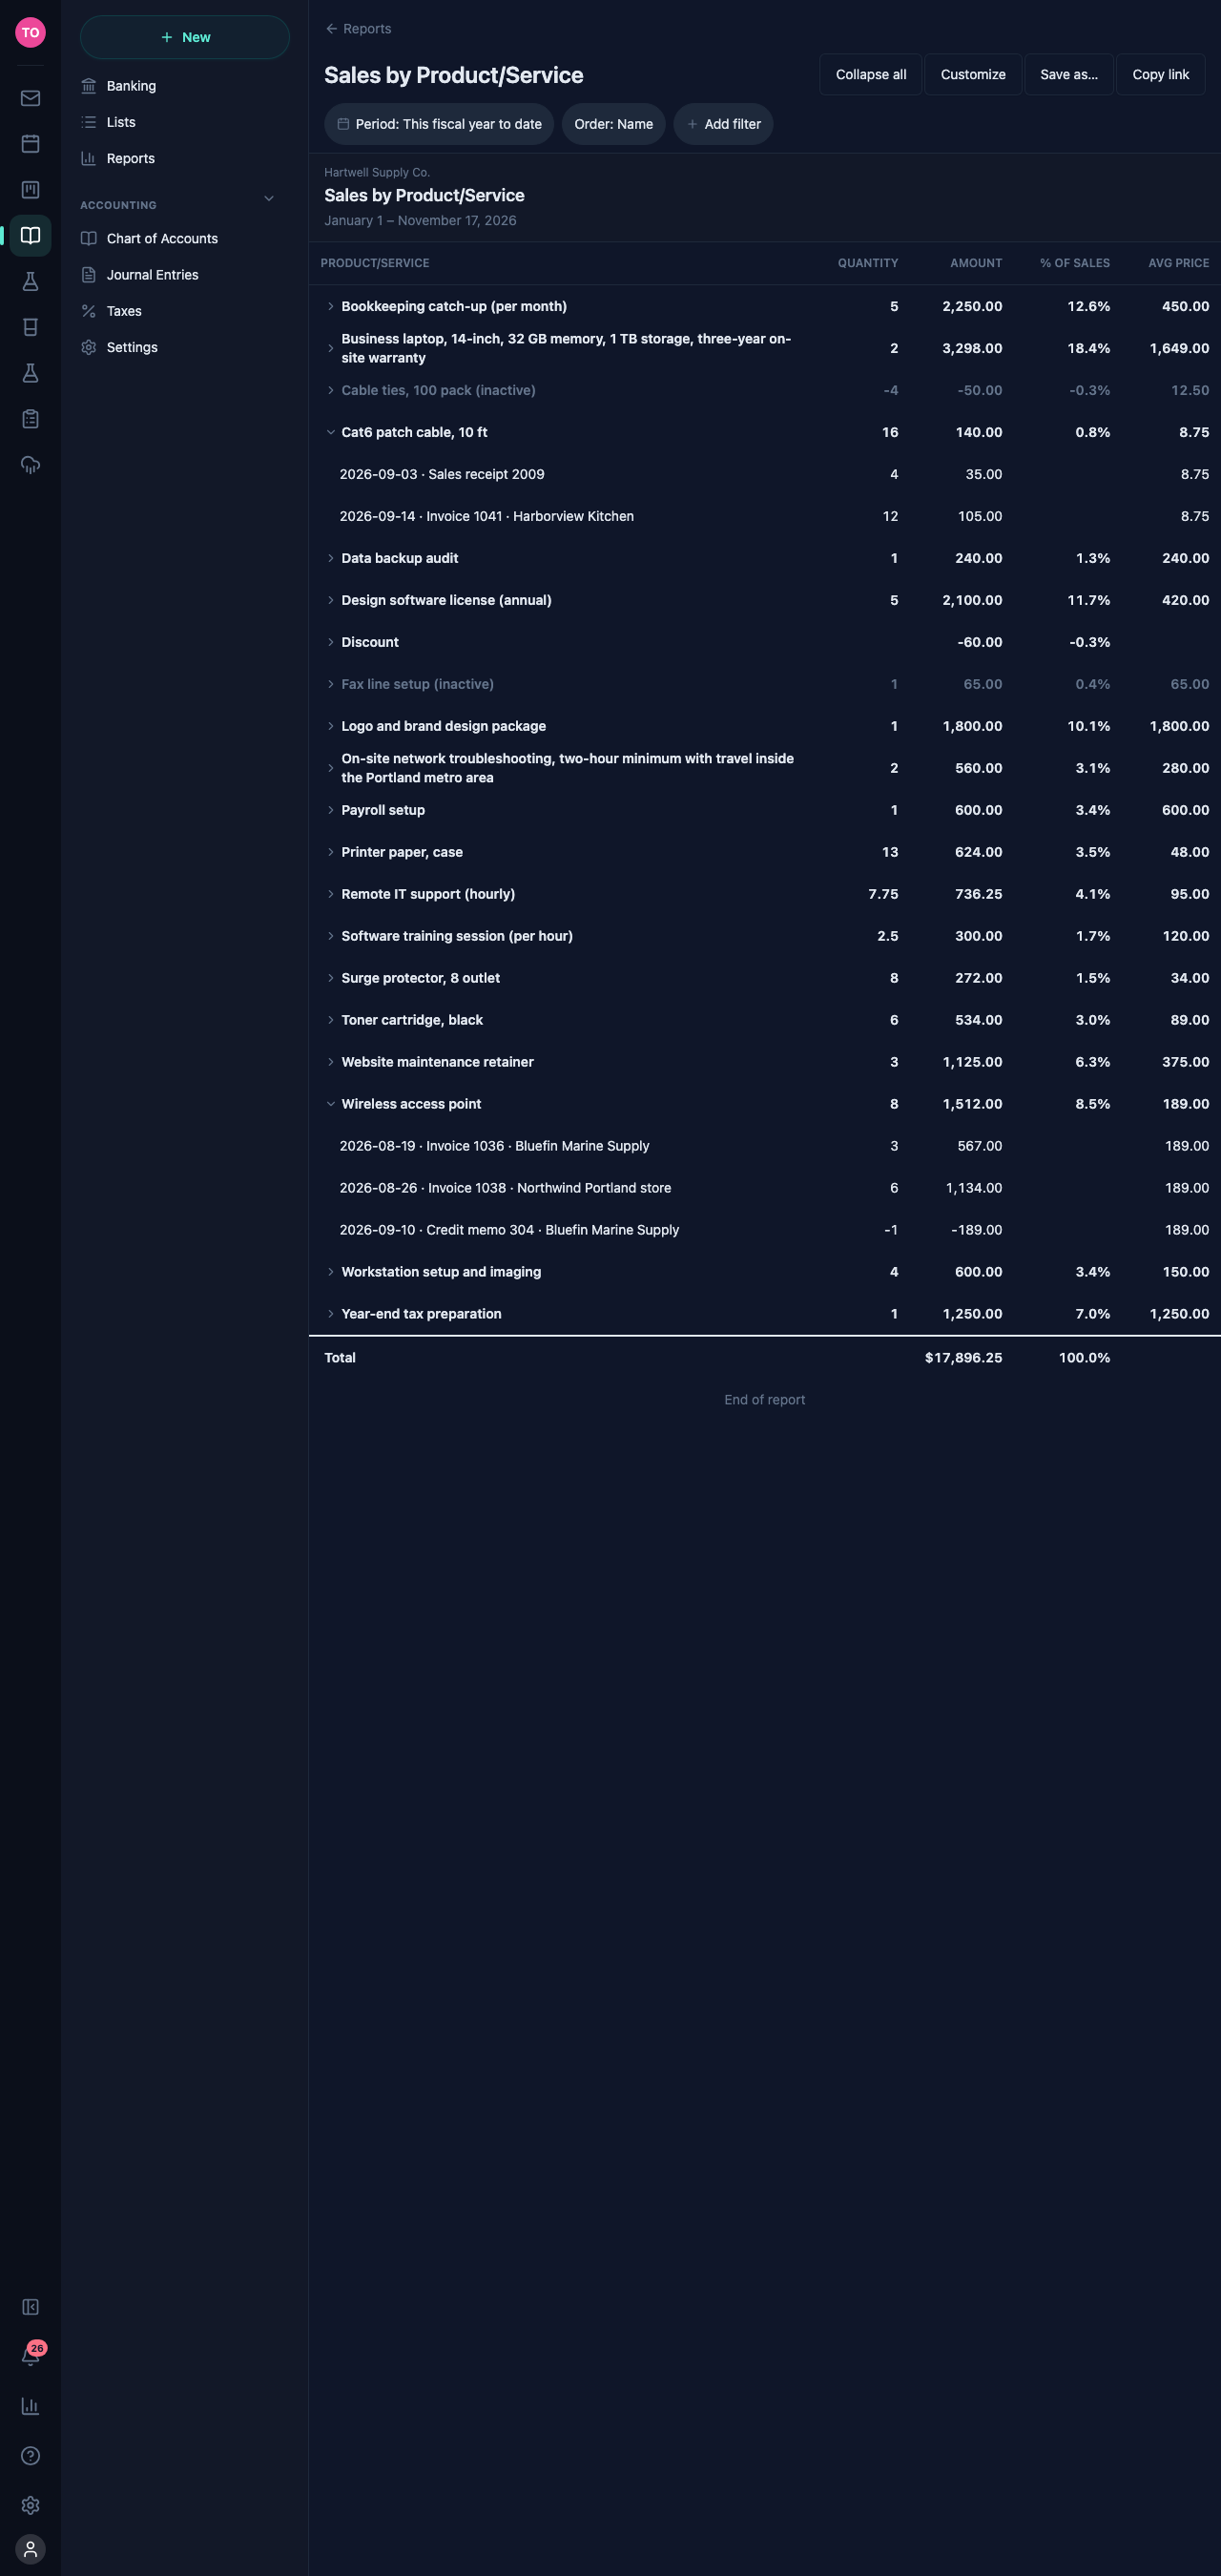 TO
New
Banking
Lists
Reports
ACCOUNTING
Chart of Accounts
Journal Entries
Taxes
Settings
26
Reports
Sales by Product/Service
Collapse all
Customize
Save as...
Copy link
Period: This fiscal year to date
Order: Name
Add filter
Hartwell Supply Co.
Sales by Product/Service
January 1 – November 17, 2026
PRODUCT/SERVICE QUANTITY AMOUNT % OF SALES AVG PRICE
Bookkeeping catch-up (per month) 5 2,250.00 12.6% 450.00
Business laptop, 14-inch, 32 GB memory, 1 TB storage, three-year on-
site warranty 2 3,298.00 18.4% 1,649.00
Cable ties, 100 pack (inactive) -4 -50.00 -0.3% 12.50
Cat6 patch cable, 10 ft 16 140.00 0.8% 8.75
2026-09-03 · Sales receipt 2009 4 35.00 8.75
2026-09-14 · Invoice 1041 · Harborview Kitchen 12 105.00 8.75
Data backup audit 1 240.00 1.3% 240.00
Design software license (annual) 5 2,100.00 11.7% 420.00
Discount -60.00 -0.3%
Fax line setup (inactive) 1 65.00 0.4% 65.00
Logo and brand design package 1 1,800.00 10.1% 1,800.00
On-site network troubleshooting, two-hour minimum with travel inside
the Portland metro area 2 560.00 3.1% 280.00
Payroll setup 1 600.00 3.4% 600.00
Printer paper, case 13 624.00 3.5% 48.00
Remote IT support (hourly) 7.75 736.25 4.1% 95.00
Software training session (per hour) 2.5 300.00 1.7% 120.00
Surge protector, 8 outlet 8 272.00 1.5% 34.00
Toner cartridge, black 6 534.00 3.0% 89.00
Website maintenance retainer 3 1,125.00 6.3% 375.00
Wireless access point 8 1,512.00 8.5% 189.00
2026-08-19 · Invoice 1036 · Bluefin Marine Supply 3 567.00 189.00
2026-08-26 · Invoice 1038 · Northwind Portland store 6 1,134.00 189.00
2026-09-10 · Credit memo 304 · Bluefin Marine Supply -1 -189.00 189.00
Workstation setup and imaging 4 600.00 3.4% 150.00
Year-end tax preparation 1 1,250.00 7.0% 1,250.00
Total $17,896.25 100.0%
End of report